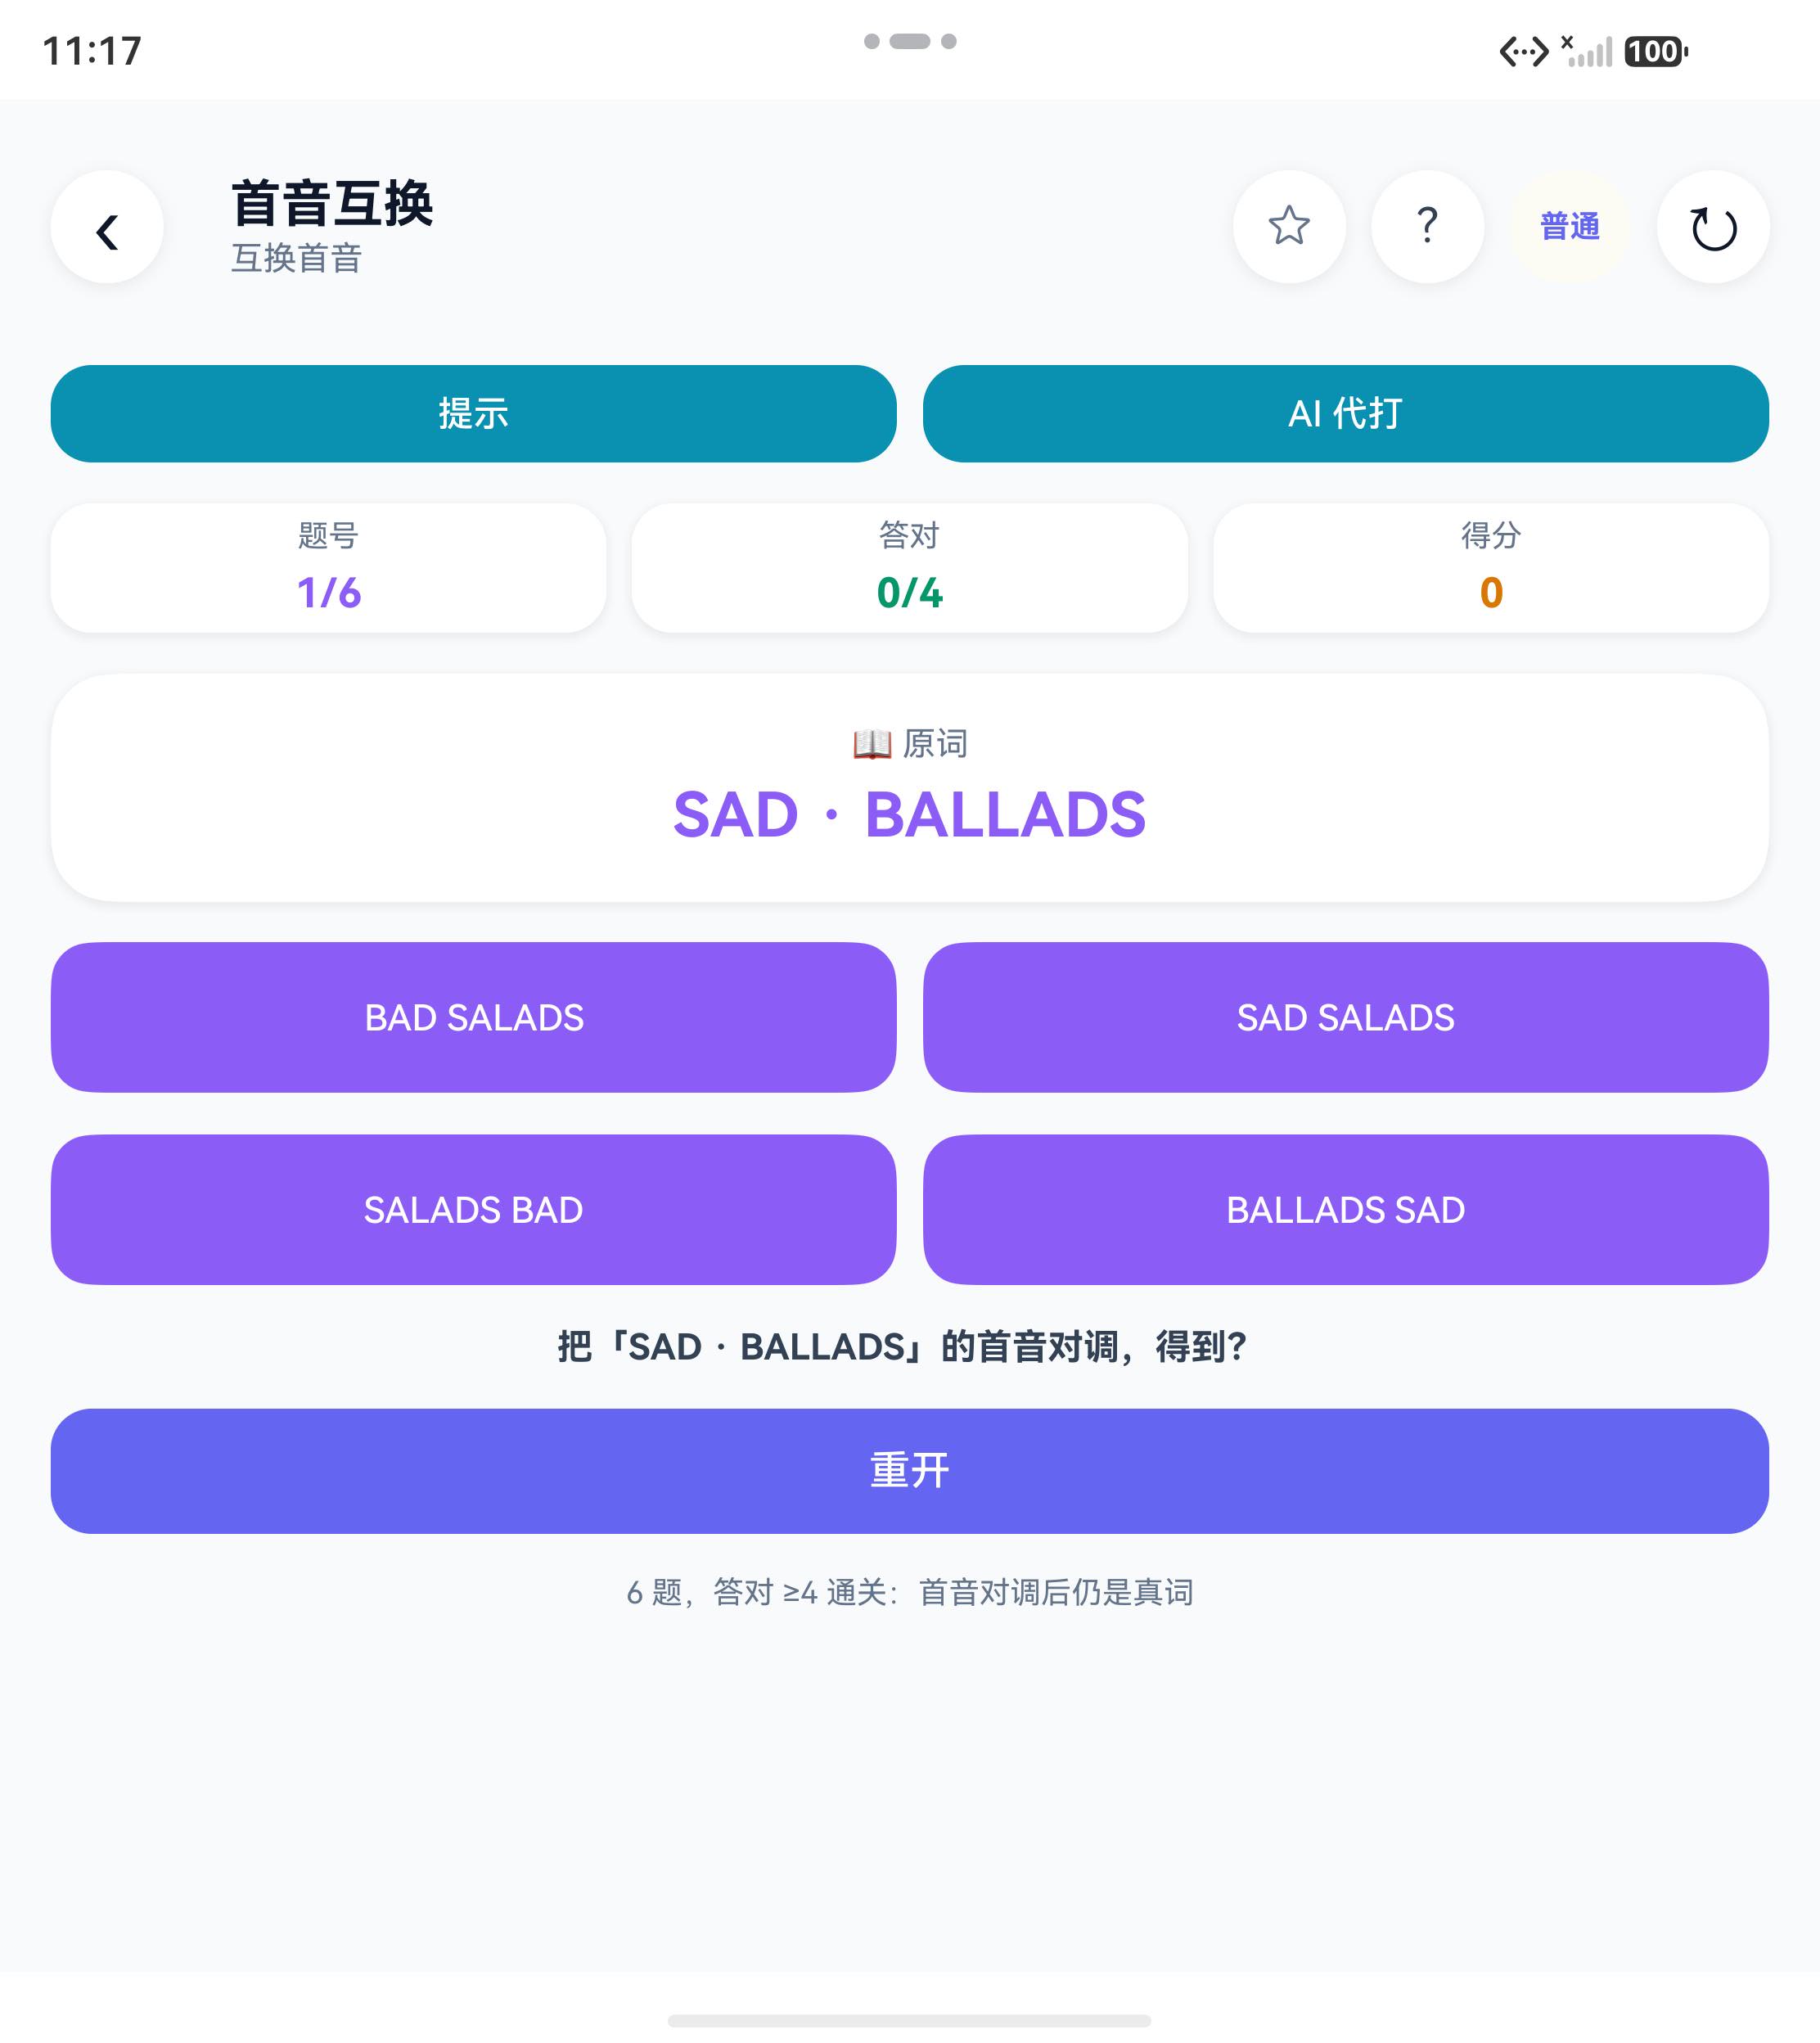 11:17
100
首音互换
互换首音
?
普通
提示
AI 代打
题号
1/6
答对
0/4
得分
0
📖 原词
SAD · BALLADS
BAD SALADS
SAD SALADS
SALADS BAD
BALLADS SAD
把「SAD · BALLADS」的首音对调，得到？
重开
6 题，答对 ≥4 通关：首音对调后仍是真词